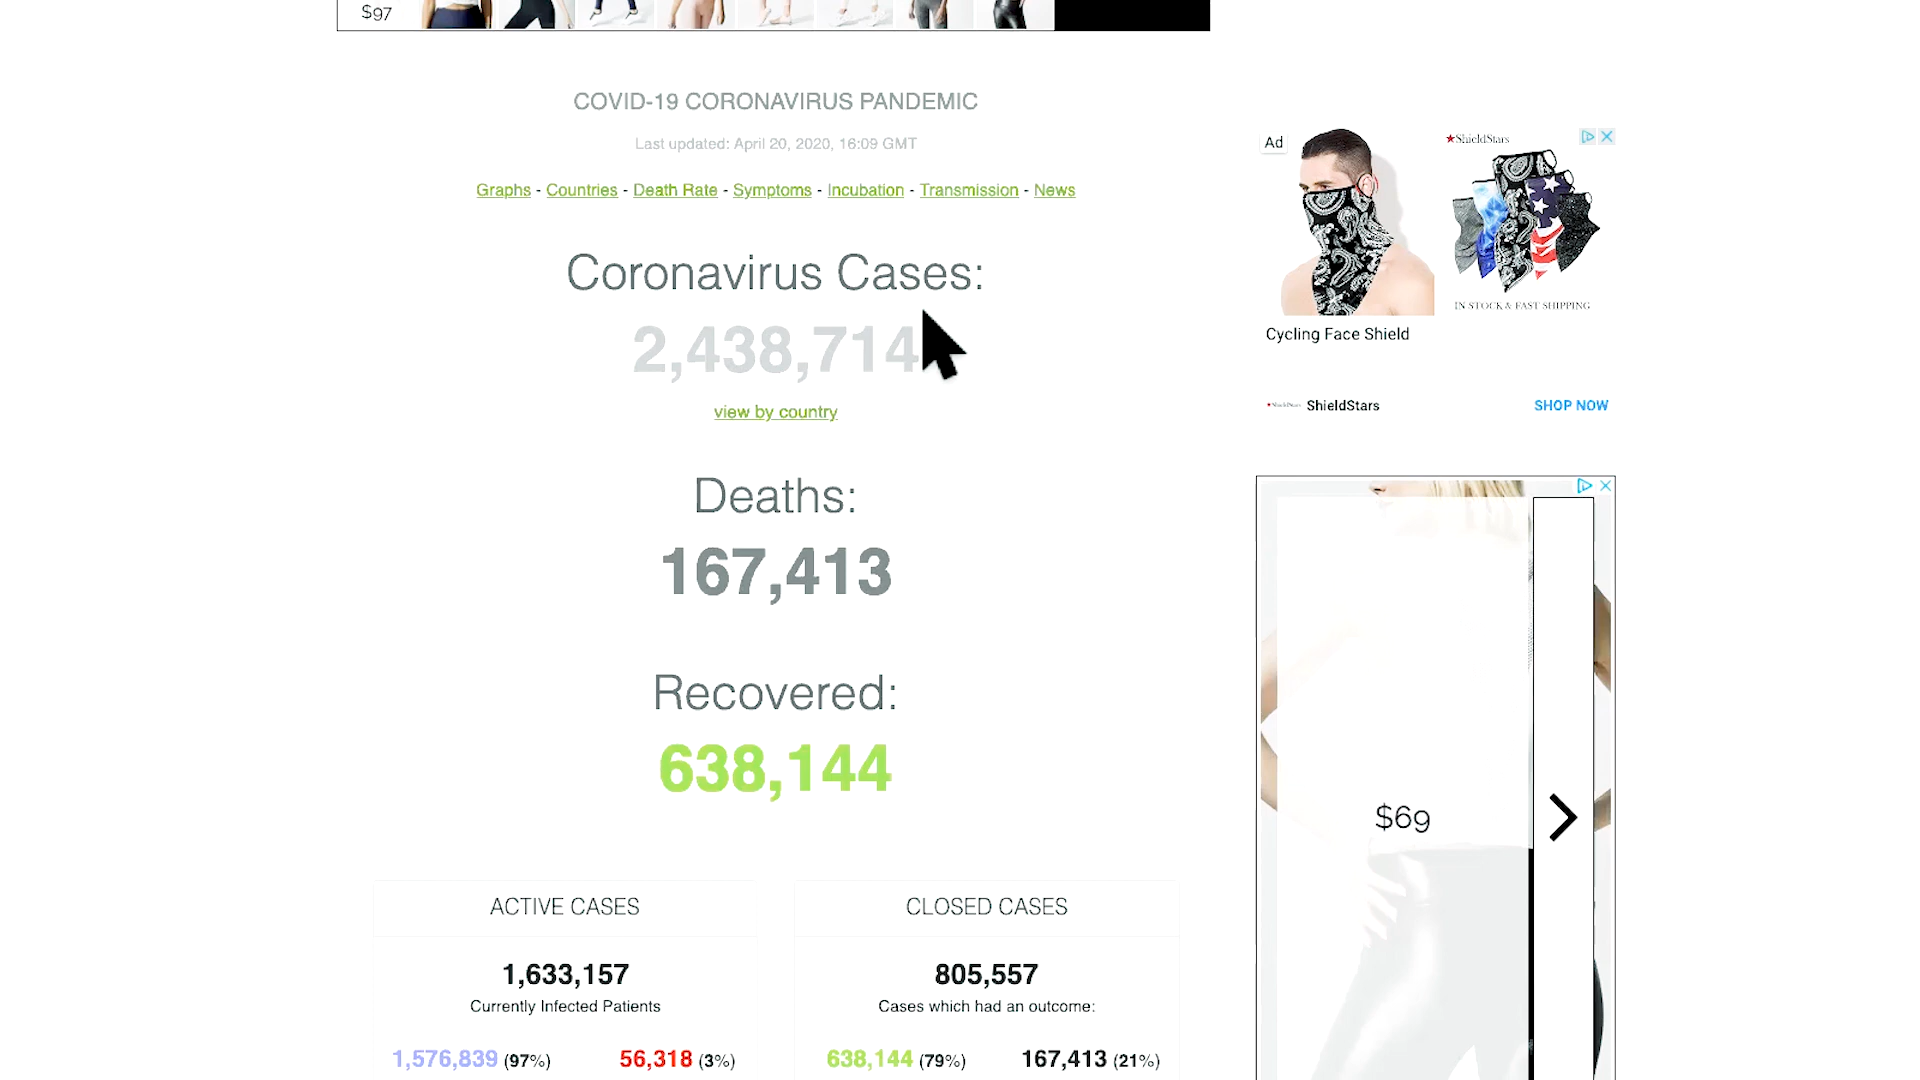 $97
COVID-19 CORONAVIRUS PANDEMIC
Last updated: April 20, 2020, 16:09 GMT
Graphs - Countries - Death Rate - Symptoms - Incubation - Transmission - News
Coronavirus Cases:
2,438,714
view by country
Deaths:
167,413
Recovered:
638,144
ACTIVE CASES
1,633,157
Currently Infected Patients
1,576,839 (97%) 56,318 (3%)
CLOSED CASES
805,557
Cases which had an outcome:
638,144 (79%) 167,413 (21%)
Ad
ShieldStars
IN STOCK & FAST SHIPPING
Cycling Face Shield
ShieldStars
SHOP NOW
$69